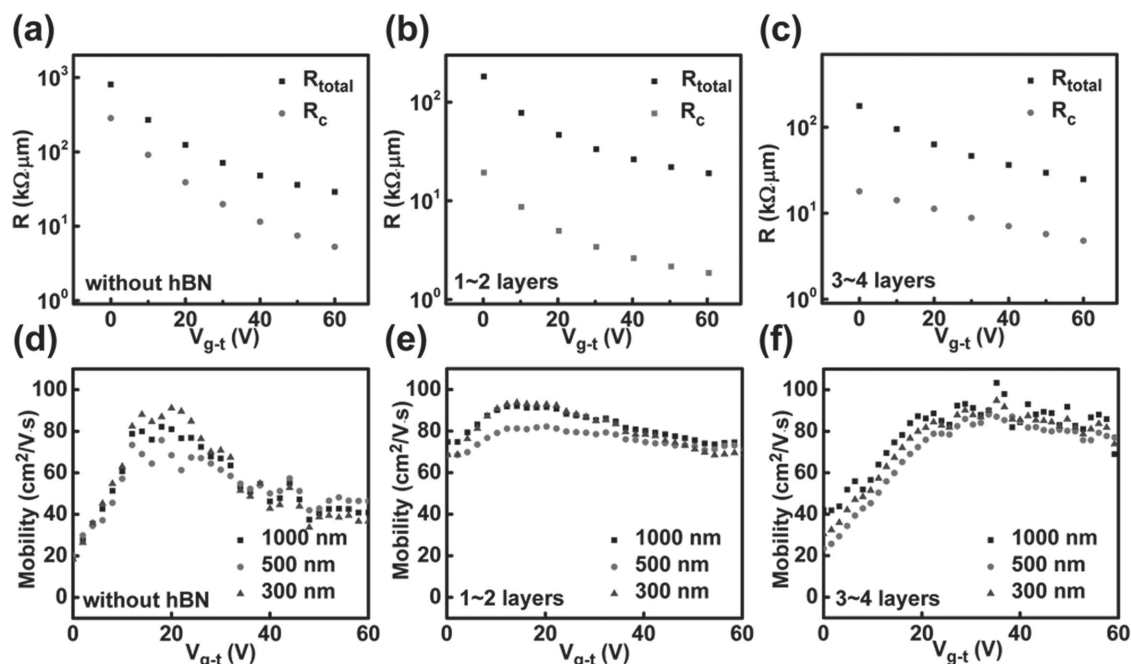 (a)
10³
10²
10¹
10⁰
R (kΩ·μm)
R_total
R_c
without hBN
0 20 40 60
V_g-t (V)
(b)
10²
10¹
10⁰
R (kΩ·μm)
R_total
R_c
1~2 layers
0 20 40 60
V_g-t (V)
(c)
10²
10¹
10⁰
R (kΩ·μm)
R_total
R_c
3~4 layers
0 20 40 60
V_g-t (V)
(d)
100
80
60
40
20
0
Mobility (cm²/V·s)
1000 nm
500 nm
300 nm
without hBN
0 20 40 60
V_g-t (V)
(e)
100
80
60
40
20
0
Mobility (cm²/V·s)
1000 nm
500 nm
300 nm
1~2 layers
0 20 40 60
V_g-t (V)
(f)
100
80
60
40
20
0
Mobility (cm²/V·s)
1000 nm
500 nm
300 nm
3~4 layers
0 10 20 30 40 50 60
V_g-t (V)